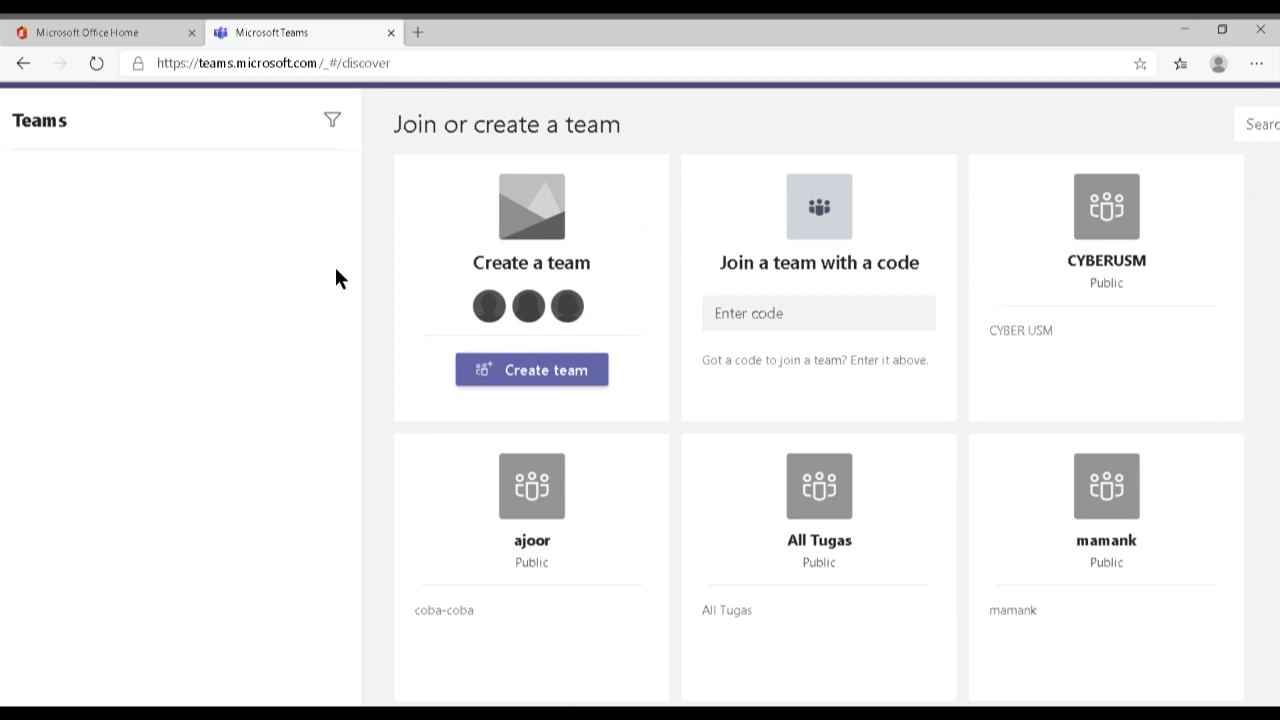 Microsoft Office Home
Microsoft Teams
https://teams.microsoft.com/_#/discover
Teams
Join or create a team
Searc
Create a team
Create team
Join a team with a code
Enter code
Got a code to join a team? Enter it above.
CYBERUSM
Public
CYBER USM
ajoor
Public
coba-coba
All Tugas
Public
All Tugas
mamank
Public
mamank